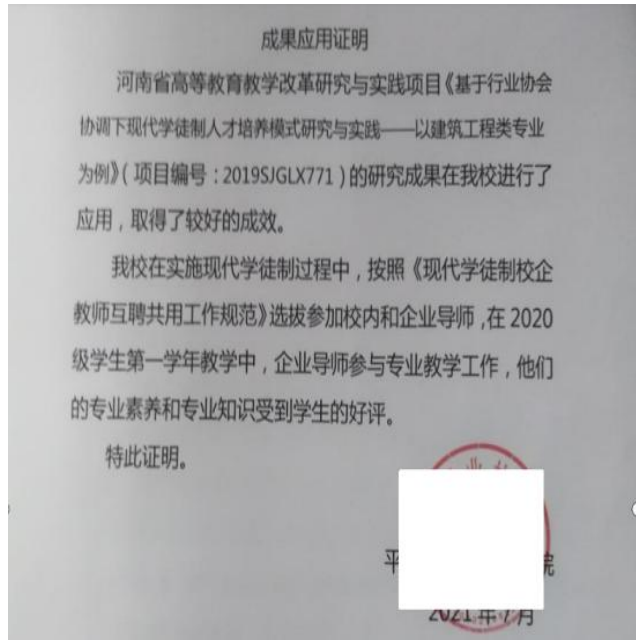 成果应用证明
河南省高等教育教学改革研究与实践项目《基于行业协会
协调下现代学徒制人才培养模式研究与实践——以建筑工程类专业
为例》（项目编号：2019SJGLX771）的研究成果在我校进行了
应用，取得了较好的成效。
我校在实施现代学徒制过程中，按照《现代学徒制校企
教师互聘共用工作规范》选拔参加校内和企业导师，在 2020
级学生第一学年教学中，企业导师参与专业教学工作，他们
的专业素养和专业知识受到学生的好评。
特此证明。
平 院
2021 年 7 月